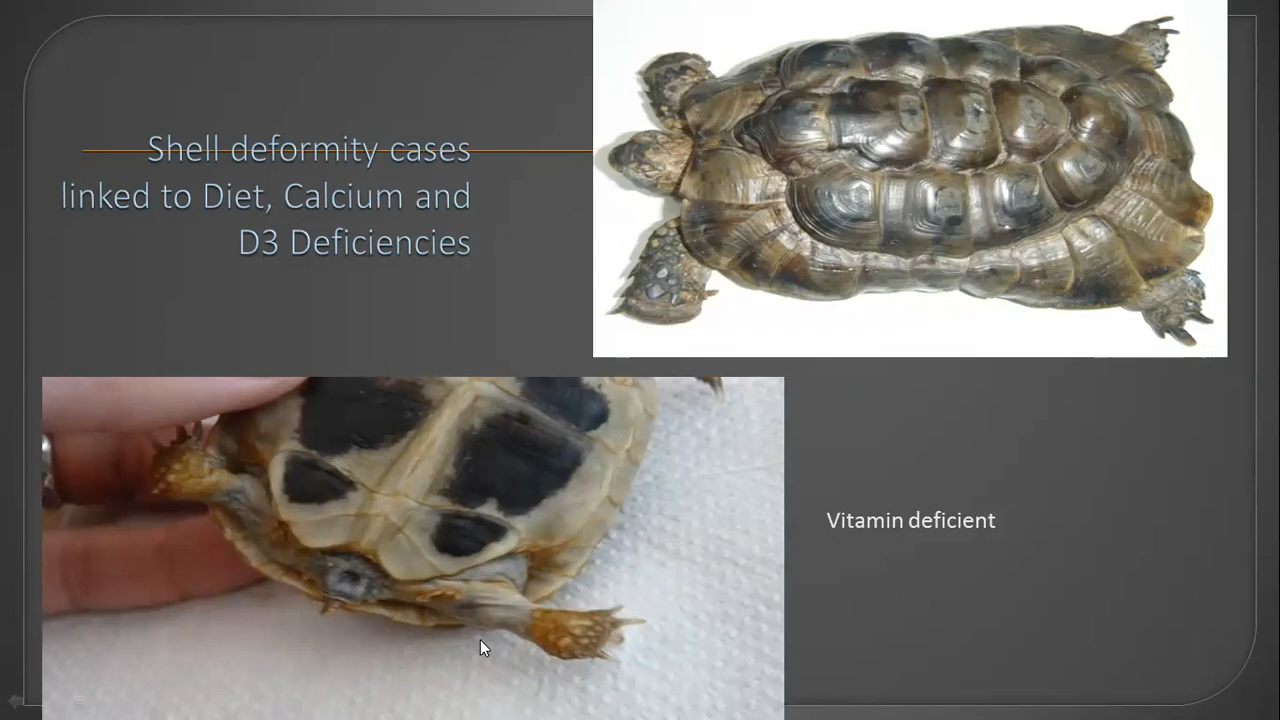 Shell deformity cases
linked to Diet, Calcium and
D3 Deficiencies
Vitamin deficient